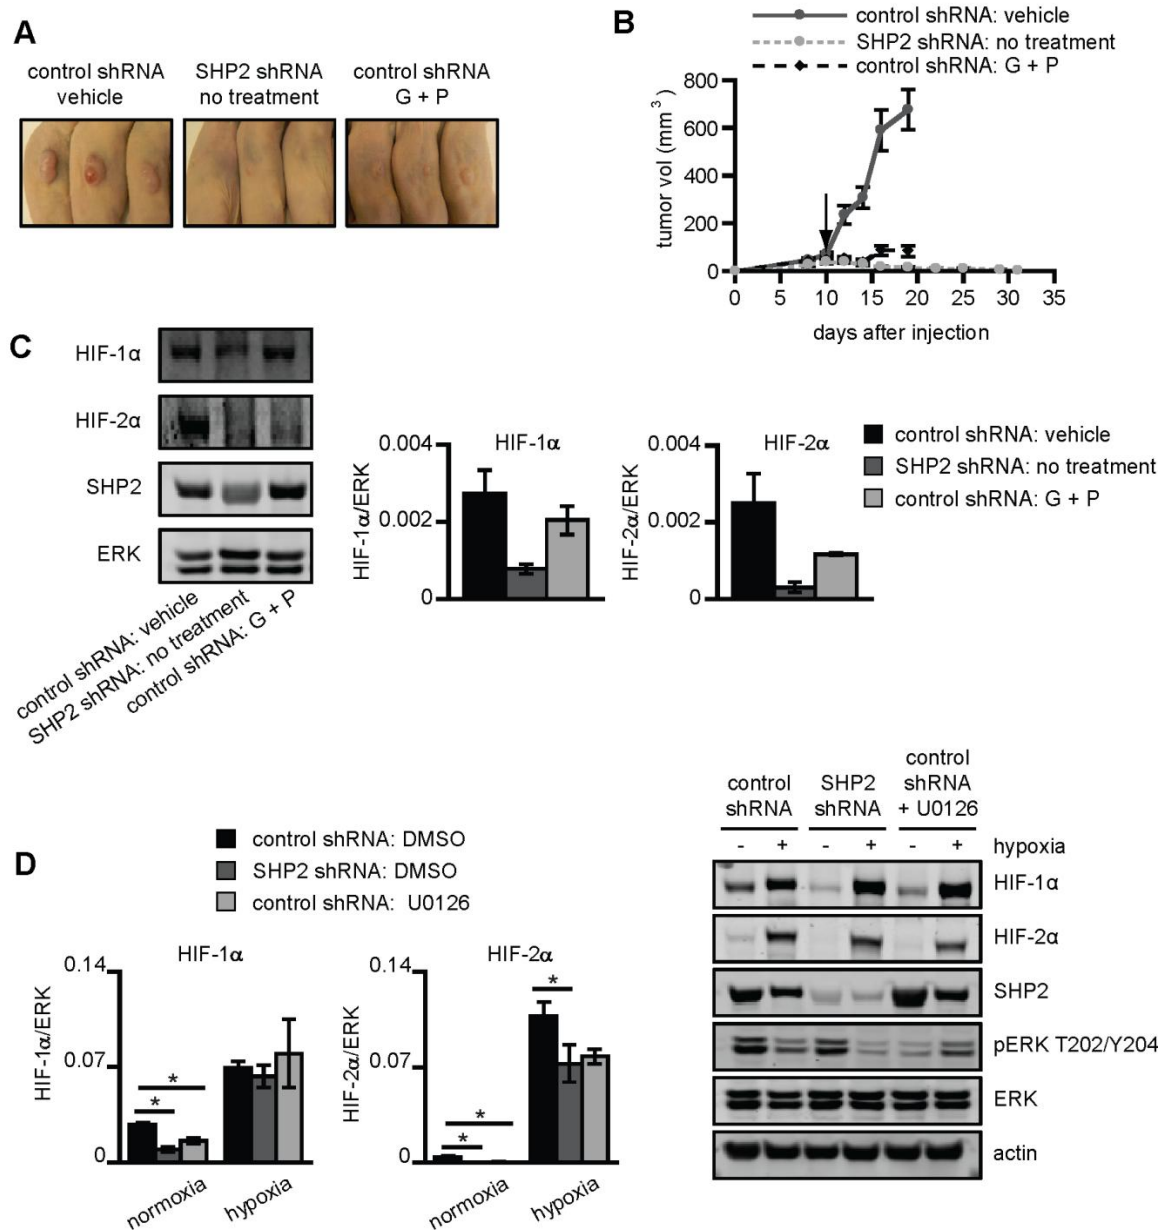 A
control shRNA
vehicle
SHP2 shRNA
no treatment
control shRNA
G + P
B
control shRNA: vehicle
SHP2 shRNA: no treatment
control shRNA: G + P
tumor vol (mm³)
800
600
400
200
0
0 5 10 15 20 25 30 35
days after injection
C
HIF-1α
HIF-2α
SHP2
ERK
control shRNA: vehicle
SHP2 shRNA: no treatment
control shRNA: G + P
HIF-1α
HIF-1α/ERK
0.004
0.002
0
HIF-2α
HIF-2α/ERK
0.004
0.002
0
control shRNA: vehicle
SHP2 shRNA: no treatment
control shRNA: G + P
D
control shRNA: DMSO
SHP2 shRNA: DMSO
control shRNA: U0126
HIF-1α
HIF-1α/ERK
0.14
0.07
0
*
*
normoxia hypoxia
HIF-2α
HIF-2α/ERK
0.14
0.07
0
*
*
*
normoxia hypoxia
control
shRNA
SHP2
shRNA
control
shRNA
+ U0126
- + - + - + hypoxia
HIF-1α
HIF-2α
SHP2
pERK T202/Y204
ERK
actin